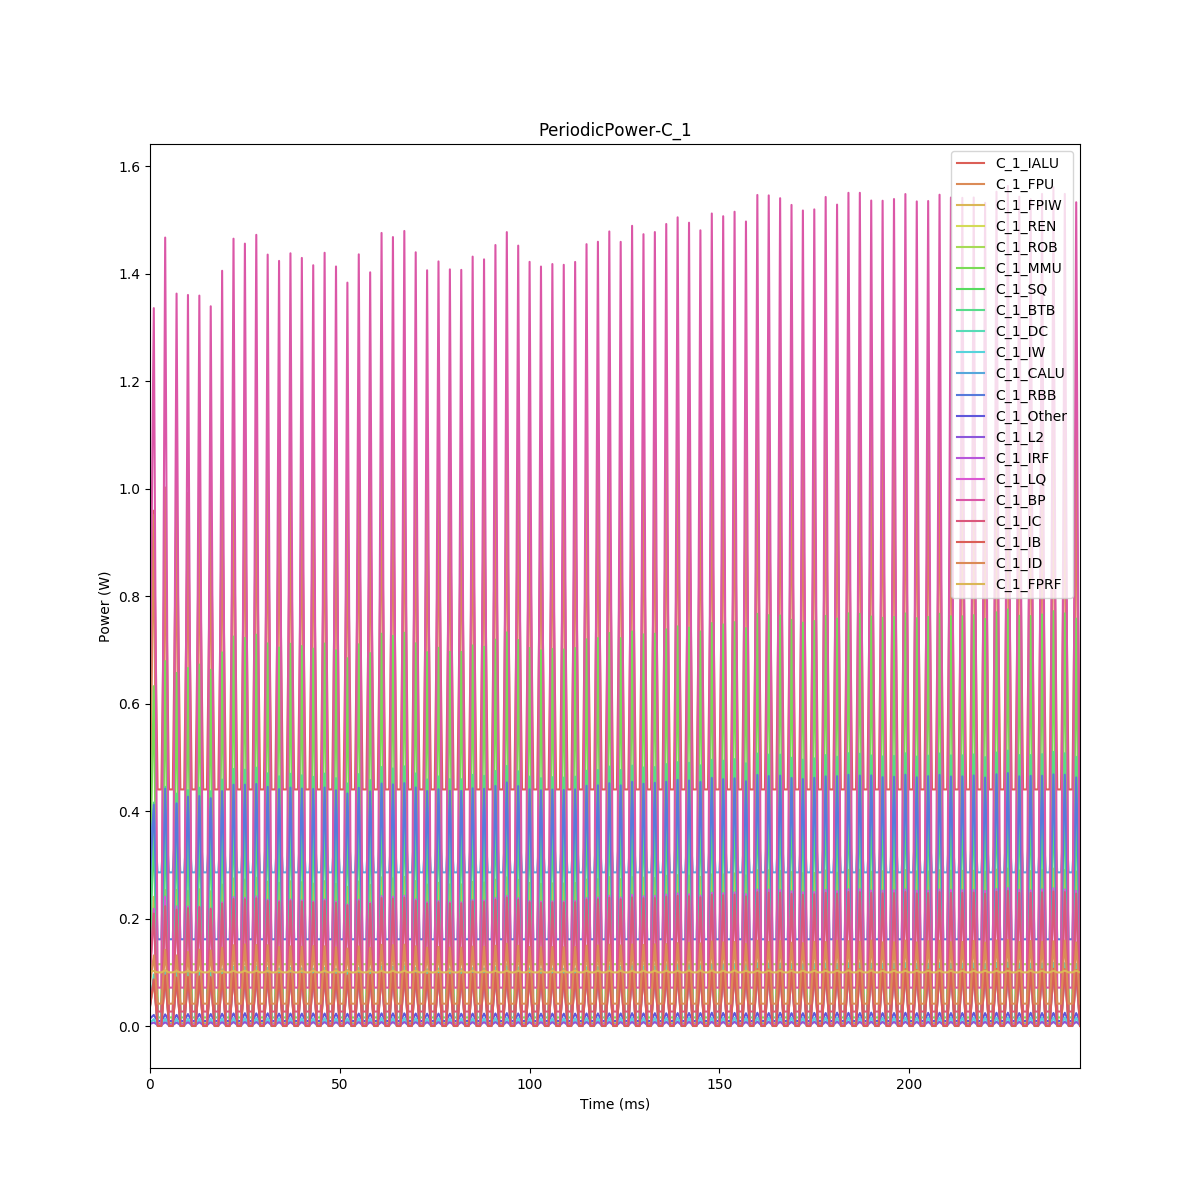 PeriodicPower-C_1
1.6
1.4
1.2
1.0
0.8
0.6
0.4
0.2
0.0
Power (W)
0
50
100
150
200
Time (ms)
C_1_IALU
C_1_FPU
C_1_FPIW
C_1_REN
C_1_ROB
C_1_MMU
C_1_SQ
C_1_BTB
C_1_DC
C_1_IW
C_1_CALU
C_1_RBB
C_1_Other
C_1_L2
C_1_IRF
C_1_LQ
C_1_BP
C_1_IC
C_1_IB
C_1_ID
C_1_FPRF